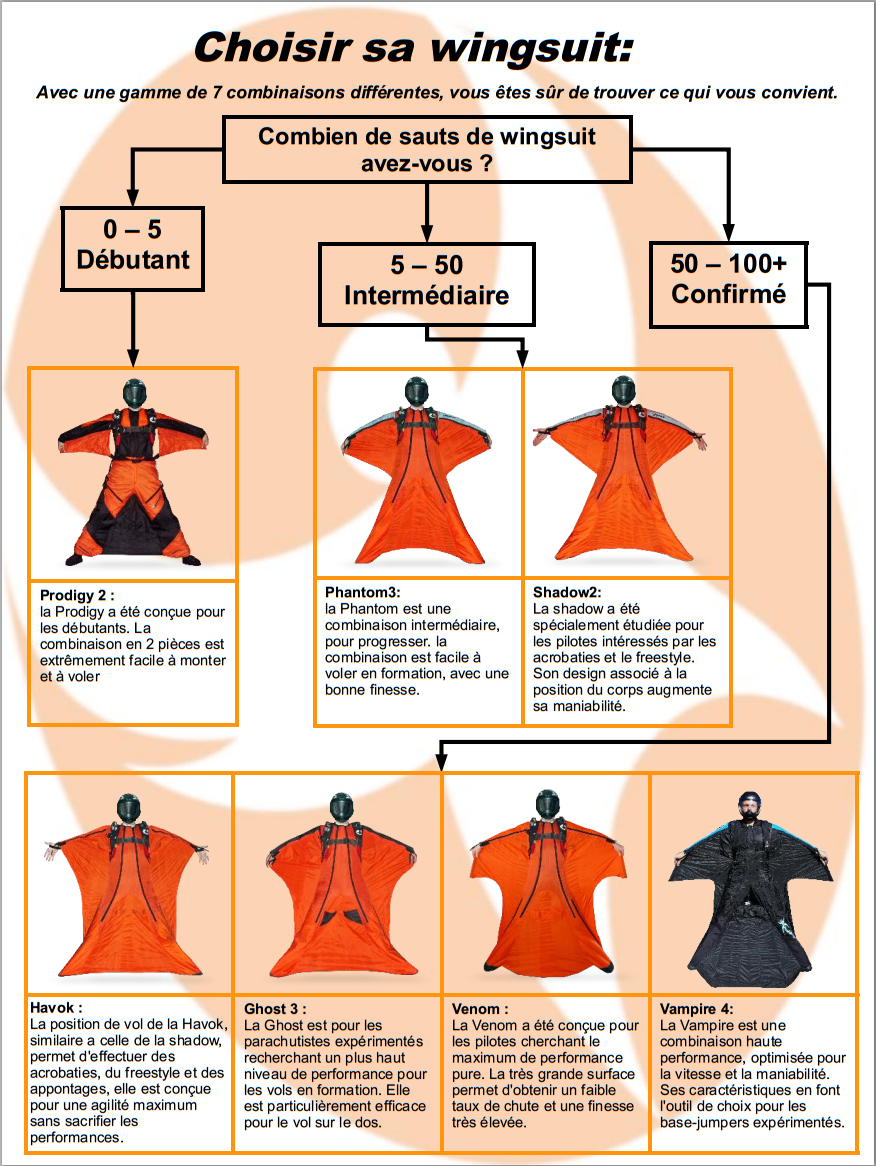 Choisir sa wingsuit:
Avec une gamme de 7 combinaisons différentes, vous êtes sûr de trouver ce qui vous convient.
Combien de sauts de wingsuit
avez-vous ?
0 – 5
Débutant
5 – 50
Intermédiaire
50 – 100+
Confirmé
Prodigy 2 :
la Prodigy a été conçue pour
les débutants. La
combinaison en 2 pièces est
extrêmement facile à monter
et à voler
Phantom3:
la Phantom est une
combinaison intermédiaire,
pour progresser. la
combinaison est facile à
voler en formation, avec une
bonne finesse.
Shadow2:
La shadow a été
spécialement étudiée pour
les pilotes intéressés par les
acrobaties et le freestyle.
Son design associé à la
position du corps augmente
sa maniabilité.
Havok :
La position de vol de la Havok,
similaire a celle de la shadow,
permet d'effectuer des
acrobaties, du freestyle et des
appontages, elle est conçue
pour une agilité maximum
sans sacrifier les
performances.
Ghost 3 :
La Ghost est pour les
parachutistes expérimentés
recherchant un plus haut
niveau de performance pour
les vols en formation. Elle
est particulièrement efficace
pour le vol sur le dos.
Venom :
La Venom a été conçue pour
les pilotes cherchant le
maximum de performance
pure. La très grande surface
permet d'obtenir un faible
taux de chute et une finesse
très élevée.
Vampire 4:
La Vampire est une
combinaison haute
performance, optimisée pour
la vitesse et la maniabilité.
Ses caractéristiques en font
l'outil de choix pour les
base-jumpers expérimentés.